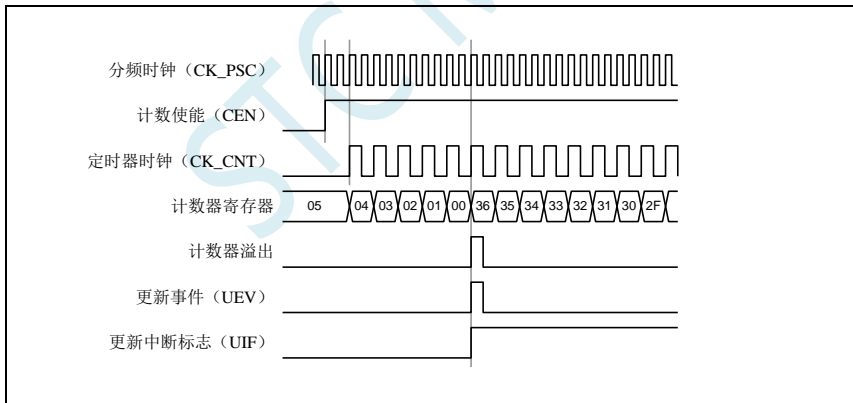 STC M
分频时钟（CK_PSC）
计数使能（CEN）
定时器时钟（CK_CNT）
计数器寄存器 05 04 03 02 01 00 36 35 34 33 32 31 30 2F
计数器溢出
更新事件（UEV）
更新中断标志（UIF）